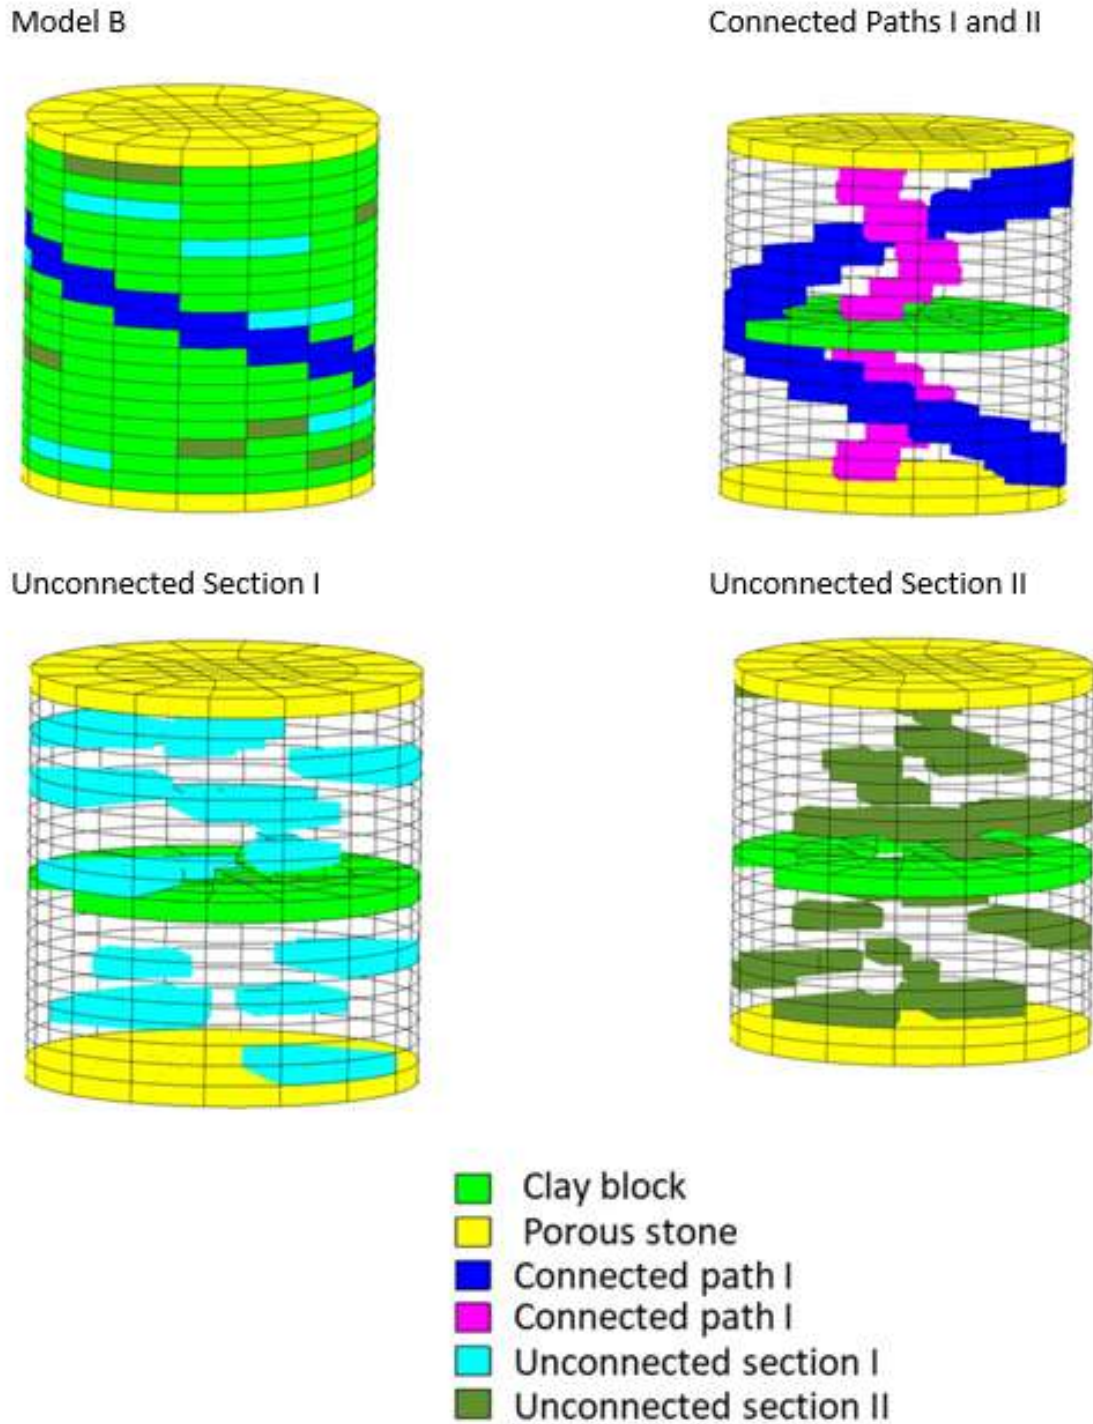 Model B
Connected Paths I and II
Unconnected Section I
Unconnected Section II
Clay block
Porous stone
Connected path I
Connected path I
Unconnected section I
Unconnected section II